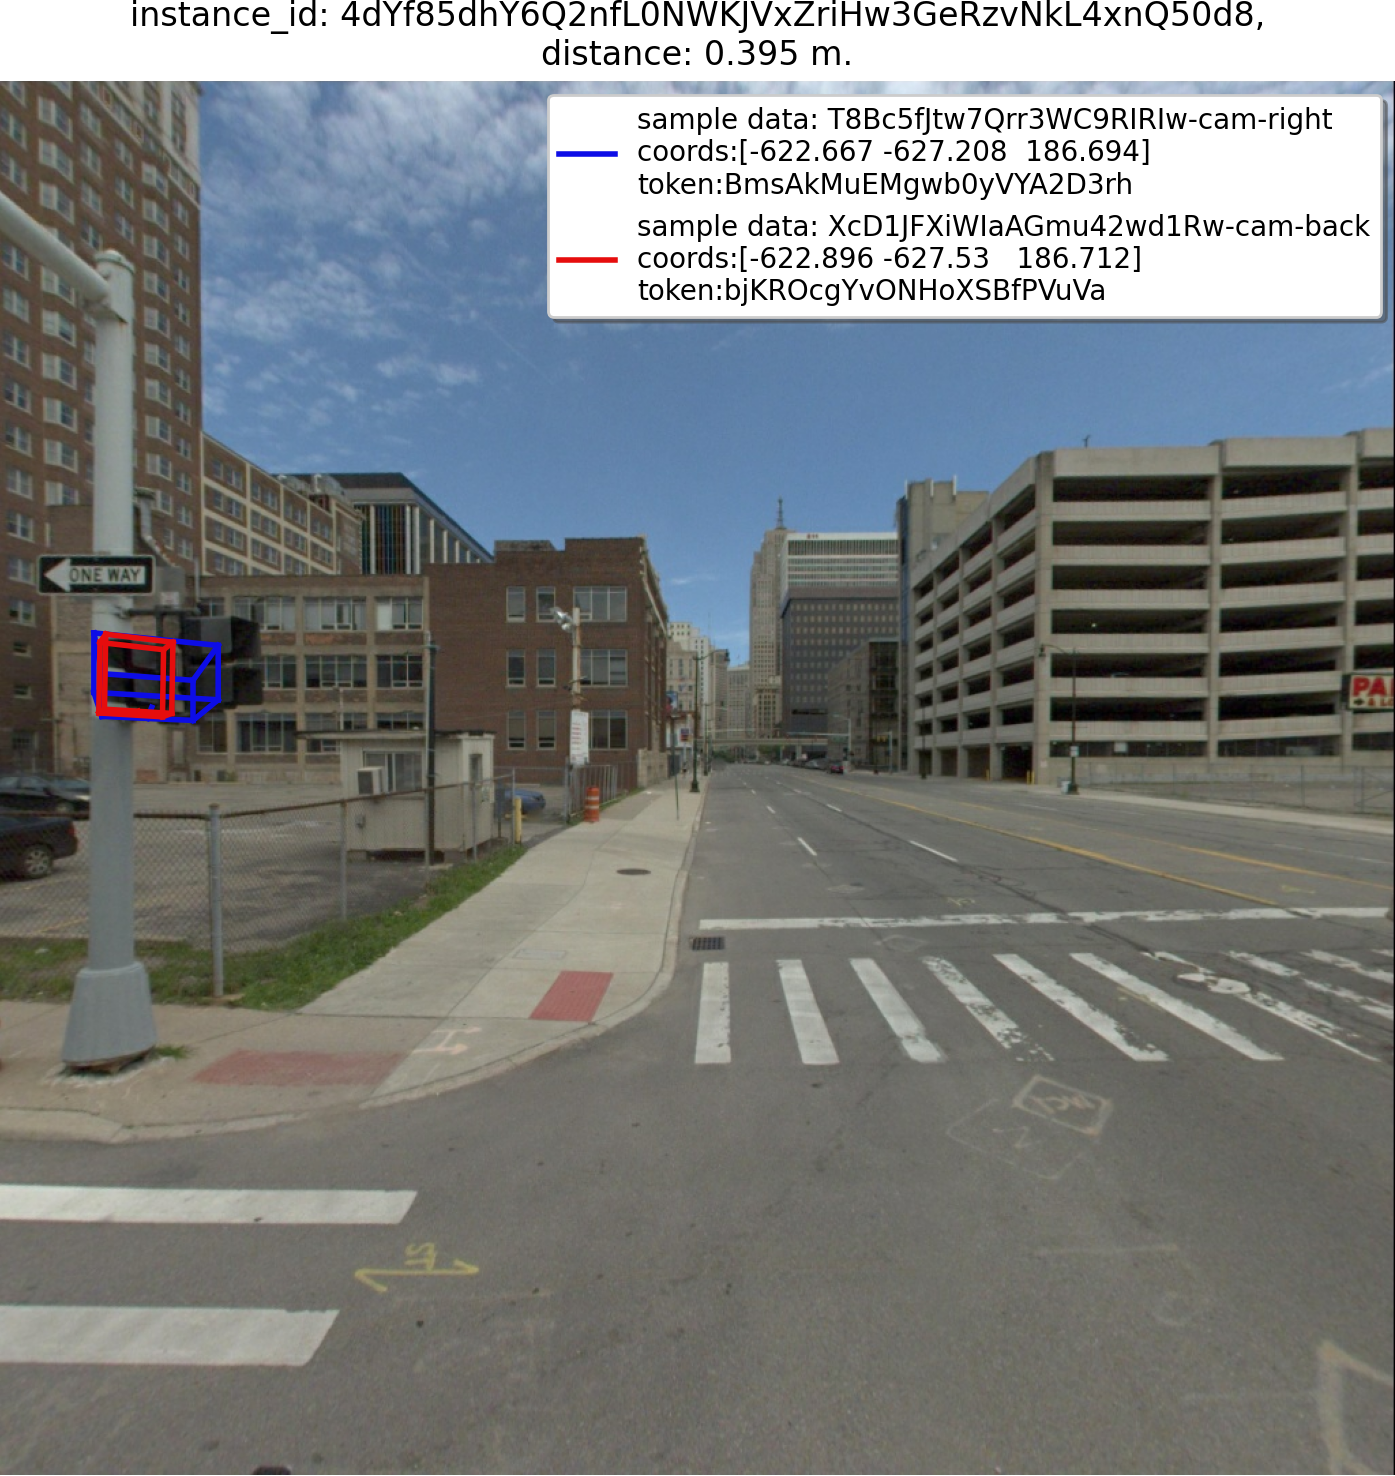 instance_id: 4dYf85dhY6Q2nfL0NWKJVxZriHw3GeRzvNkL4xnQ50d8,
distance: 0.395 m.
sample data: T8Bc5fJtw7Qrr3WC9RIRIw-cam-right
coords:[-622.667 -627.208 186.694]
token:BmsAkMuEMgwb0yVYA2D3rh
sample data: XcD1JFXiWIaAGmu42wd1Rw-cam-back
coords:[-622.896 -627.53 186.712]
token:bjKROcgYvONHoXSBfPVuVa
ONE WAY
PA